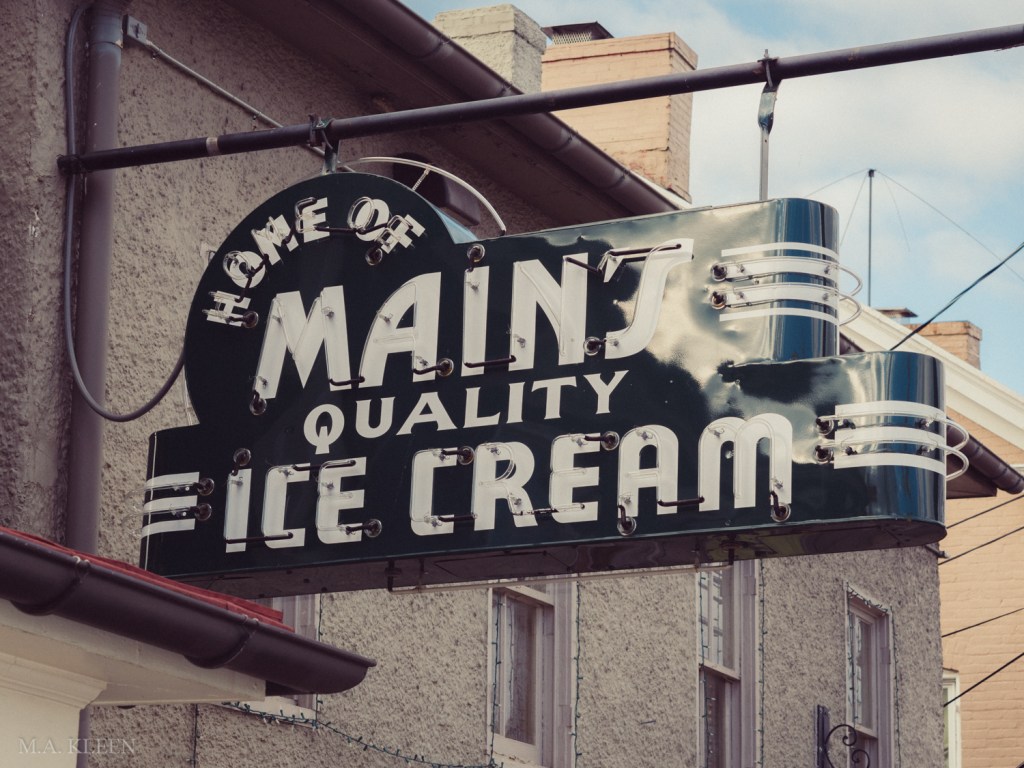 HOME OF
MAIN'S
QUALITY
ICE CREAM
M.A. KLEEN